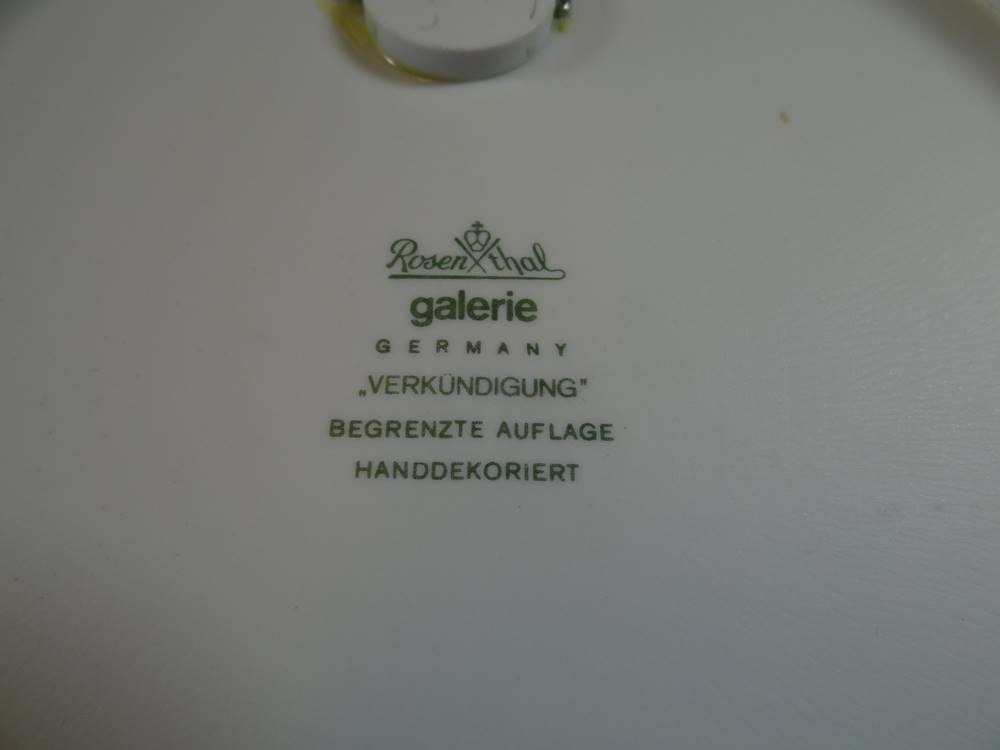 Rosenthal
galerie
GERMANY
„VERKÜNDIGUNG"
BEGRENZTE AUFLAGE
HANDDEKORIERT